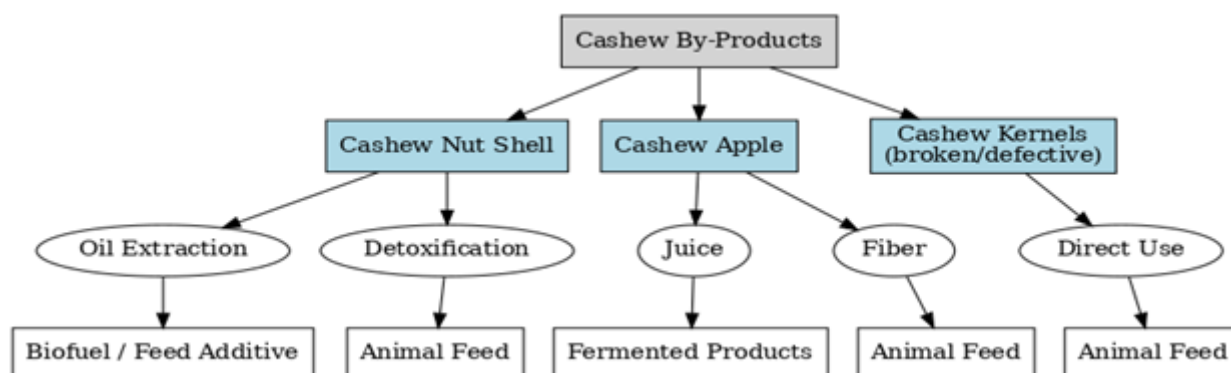 Cashew By-Products
Cashew Nut Shell
Cashew Apple
Cashew Kernels
(broken/defective)
Oil Extraction
Detoxification
Juice
Fiber
Direct Use
Biofuel / Feed Additive
Animal Feed
Fermented Products
Animal Feed
Animal Feed